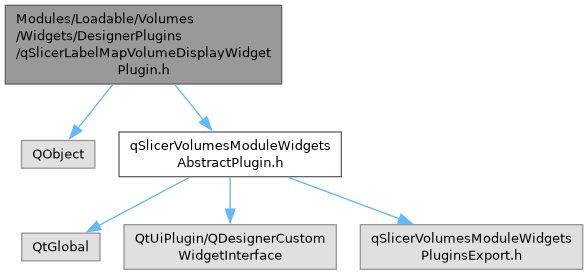 Modules/Loadable/Volumes
/Widgets/DesignerPlugins
/qSlicerLabelMapVolumeDisplayWidget
Plugin.h
QObject
qSlicerVolumesModuleWidgets
AbstractPlugin.h
QtGlobal
QtUiPlugin/QDesignerCustom
WidgetInterface
qSlicerVolumesModuleWidgets
PluginsExport.h